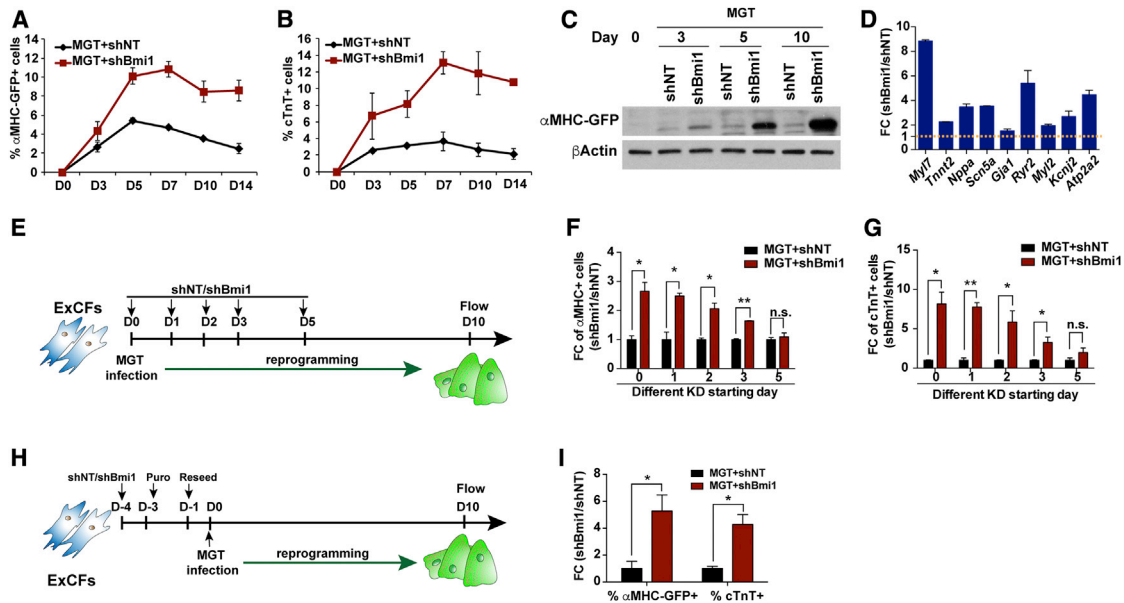 A
% αMHC-GFP+ cells
14
12
10
8
6
4
2
0
MGT+shNT
MGT+shBmi1
D0 D3 D5 D7 D10 D14
B
% cTnT+ cells
16
14
12
10
8
6
4
2
0
MGT+shNT
MGT+shBmi1
D0 D3 D5 D7 D10 D14
C
MGT
Day 0 3 5 10
shNT shBmi1 shNT shBmi1 shNT shBmi1
αMHC-GFP
βActin
D
FC (shBmi1/shNT)
10
8
6
4
2
1
0
Myl7 Tnnt2 Nppa Scn5a Gja1 Ryr2 Myl2 Kcnj2 Atp2a2
E
shNT/shBmi1
ExCFs
D0 D1 D2 D3 D5
Flow
D10
MGT
infection
reprogramming
F
FC of αMHC+ cells
(shBmi1/shNT)
4
3
2
1
0
MGT+shNT
MGT+shBmi1
* * * ** n.s.
0 1 2 3 5
Different KD starting day
G
FC of cTnT+ cells
(shBmi1/shNT)
15
10
5
0
MGT+shNT
MGT+shBmi1
* ** * * n.s.
0 1 2 3 5
Different KD starting day
H
shNT/shBmi1 Puro Reseed
D-4 D-3 D-1 D0
Flow
D10
MGT
infection
reprogramming
ExCFs
I
FC (shBmi1/shNT)
8
6
4
2
0
MGT+shNT
MGT+shBmi1
* *
% αMHC-GFP+ % cTnT+